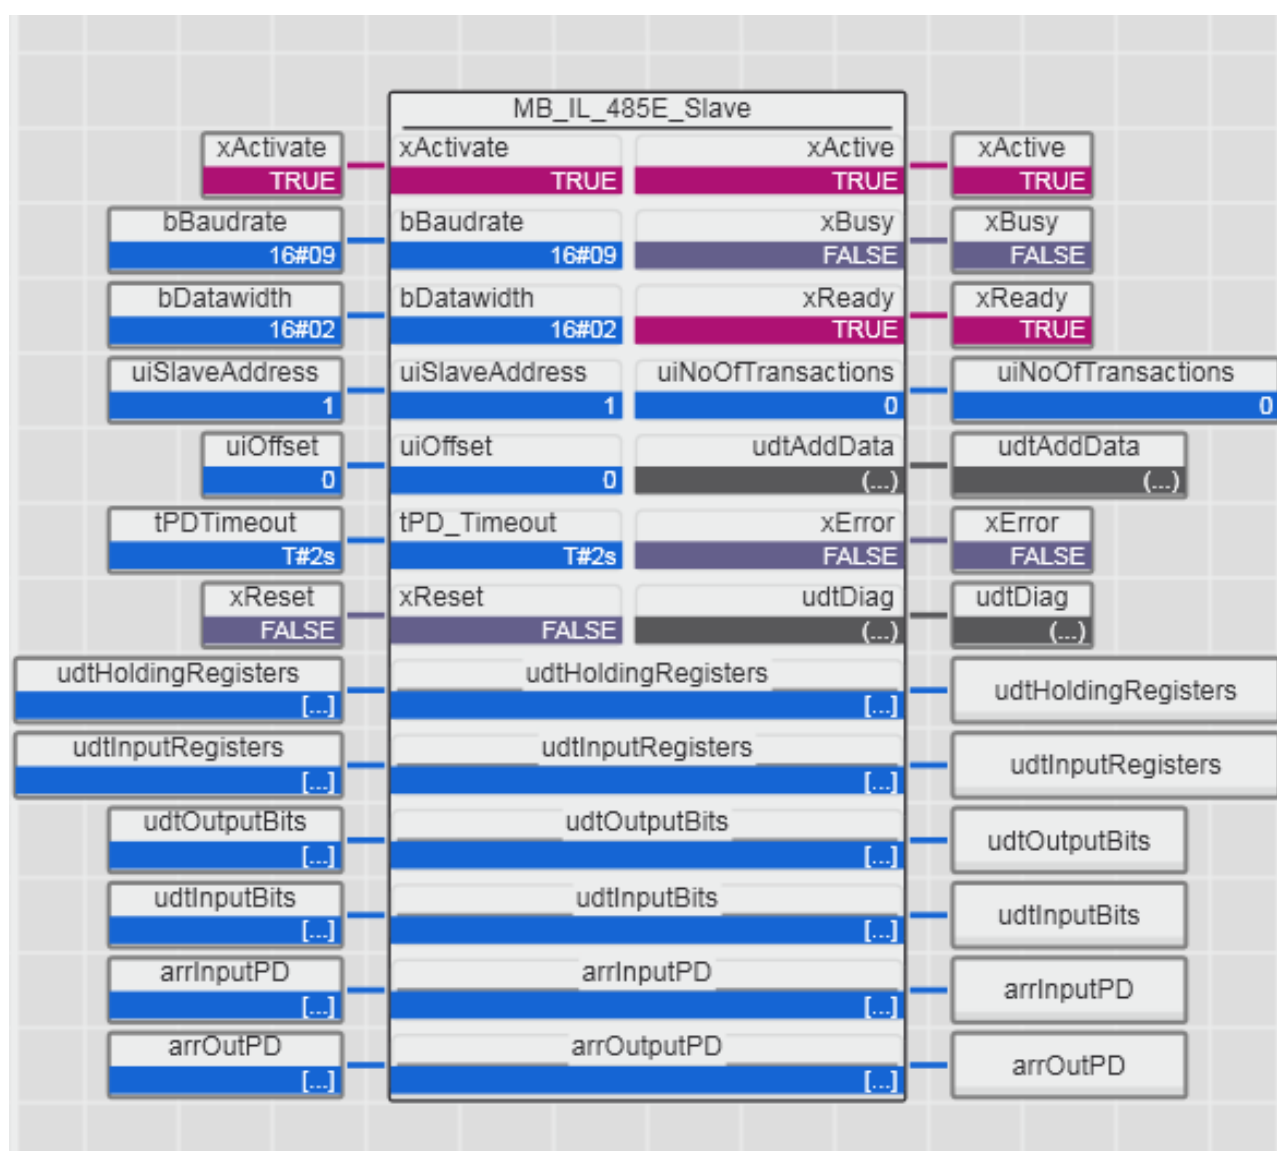 MB_IL_485E_Slave
xActivate xActivate xActive xActive
TRUE TRUE TRUE TRUE
bBaudrate bBaudrate xBusy xBusy
16#09 16#09 FALSE FALSE
bDatawidth bDatawidth xReady xReady
16#02 16#02 TRUE TRUE
uiSlaveAddress uiSlaveAddress uiNoOfTransactions uiNoOfTransactions
1 1 0 0
uiOffset uiOffset udtAddData udtAddData
0 0 (...) (...)
tPDTimeout tPD_Timeout xError xError
T#2s T#2s FALSE FALSE
xReset xReset udtDiag udtDiag
FALSE FALSE (...) (...)
udtHoldingRegisters udtHoldingRegisters udtHoldingRegisters
[...] [...]
udtInputRegisters udtInputRegisters udtInputRegisters
[...] [...]
udtOutputBits udtOutputBits udtOutputBits
[...] [...]
udtInputBits udtInputBits udtInputBits
[...] [...]
arrInputPD arrInputPD arrInputPD
[...] [...]
arrOutPD arrOutputPD arrOutPD
[...] [...]